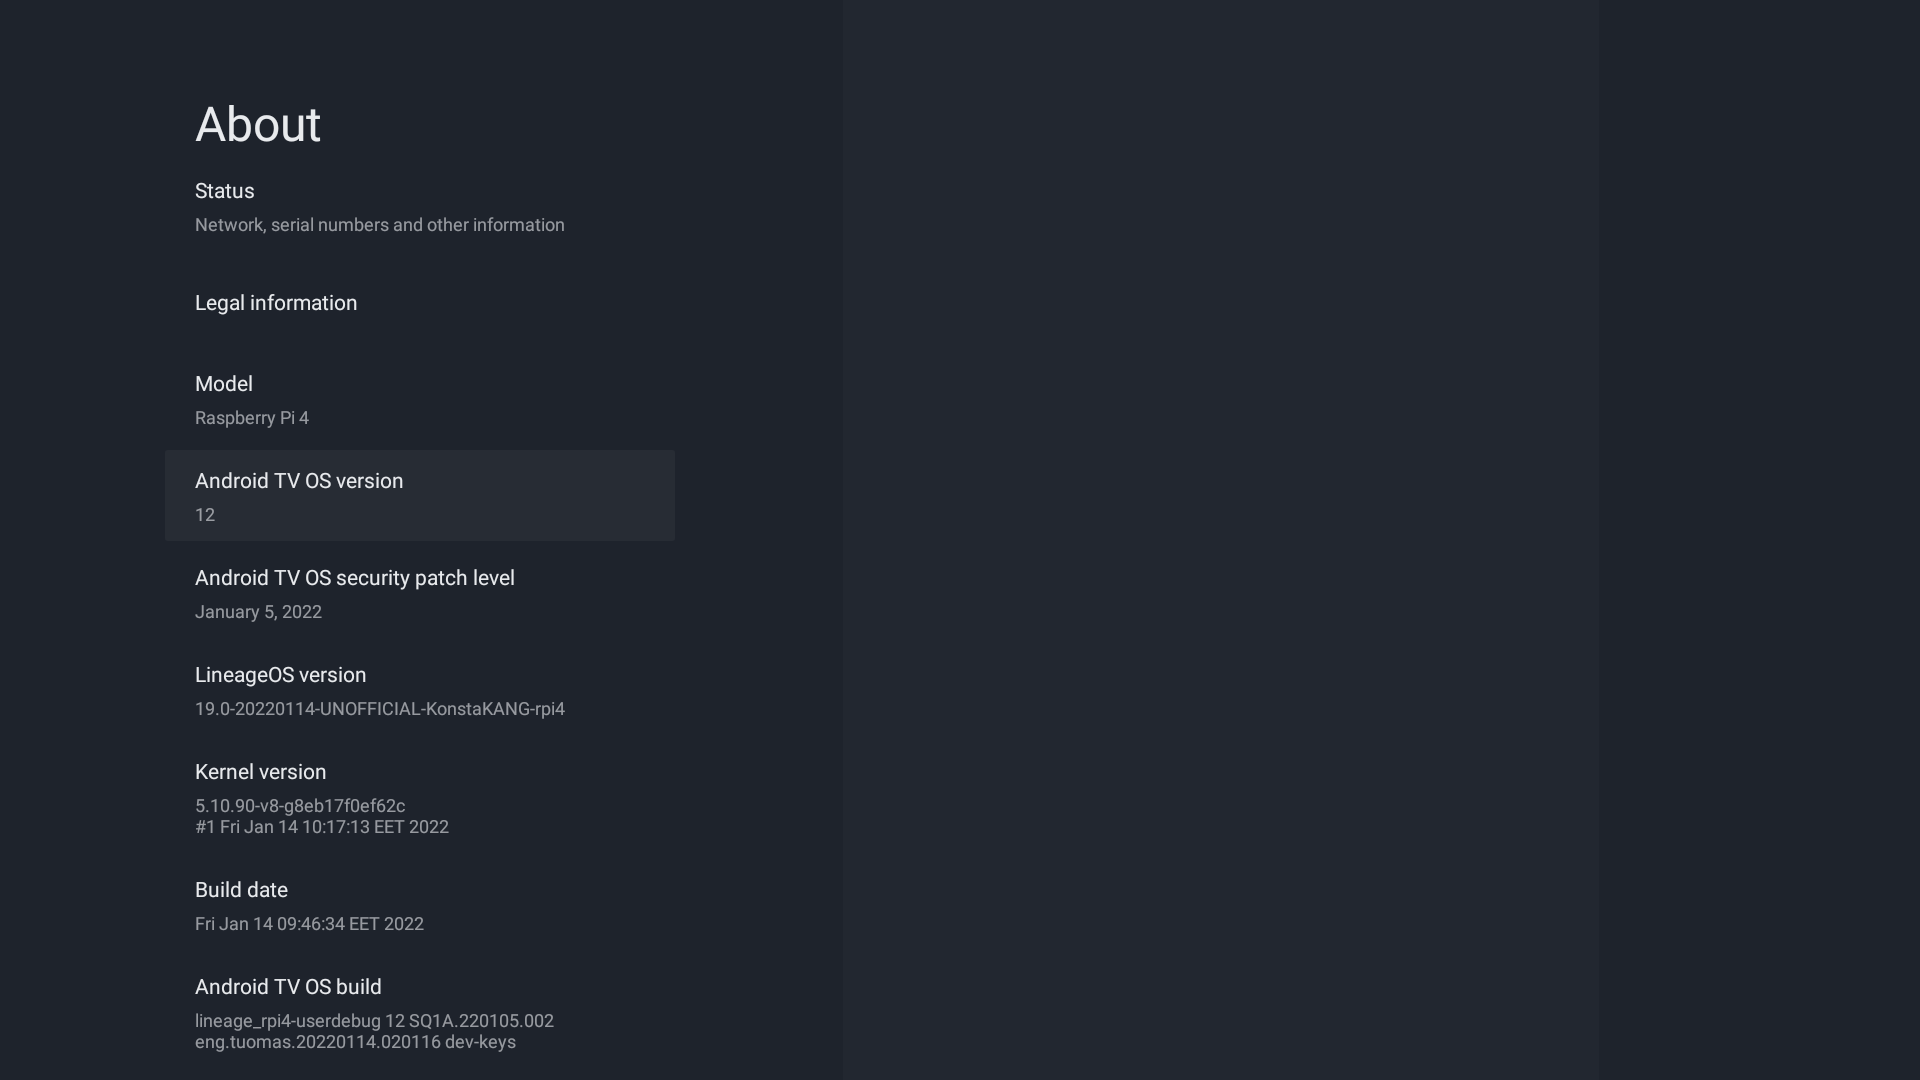 About
Status
Network, serial numbers and other information
Legal information
Model
Raspberry Pi 4
Android TV OS version
12
Android TV OS security patch level
January 5, 2022
LineageOS version
19.0-20220114-UNOFFICIAL-KonstaKANG-rpi4
Kernel version
5.10.90-v8-g8eb17f0ef62c
#1 Fri Jan 14 10:17:13 EET 2022
Build date
Fri Jan 14 09:46:34 EET 2022
Android TV OS build
lineage_rpi4-userdebug 12 SQ1A.220105.002
eng.tuomas.20220114.020116 dev-keys